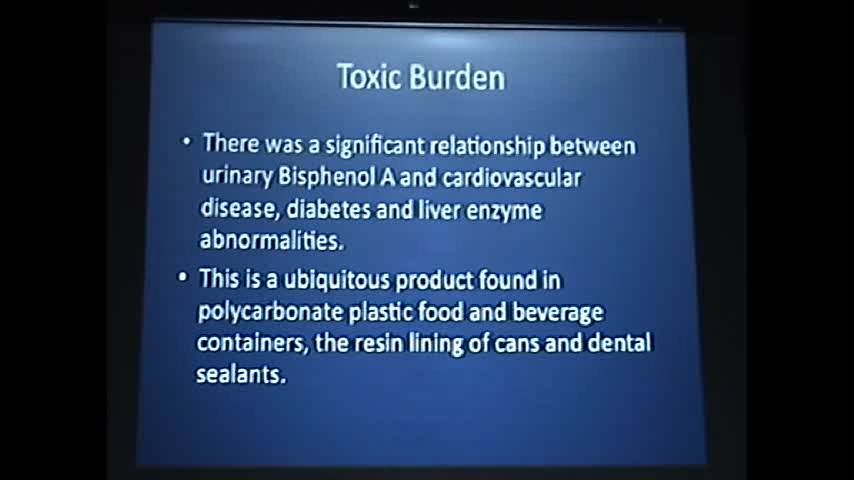 Toxic Burden
• There was a significant relationship between
urinary Bisphenol A and cardiovascular
disease, diabetes and liver enzyme
abnormalities.
• This is a ubiquitous product found in
polycarbonate plastic food and beverage
containers, the resin lining of cans and dental
sealants.